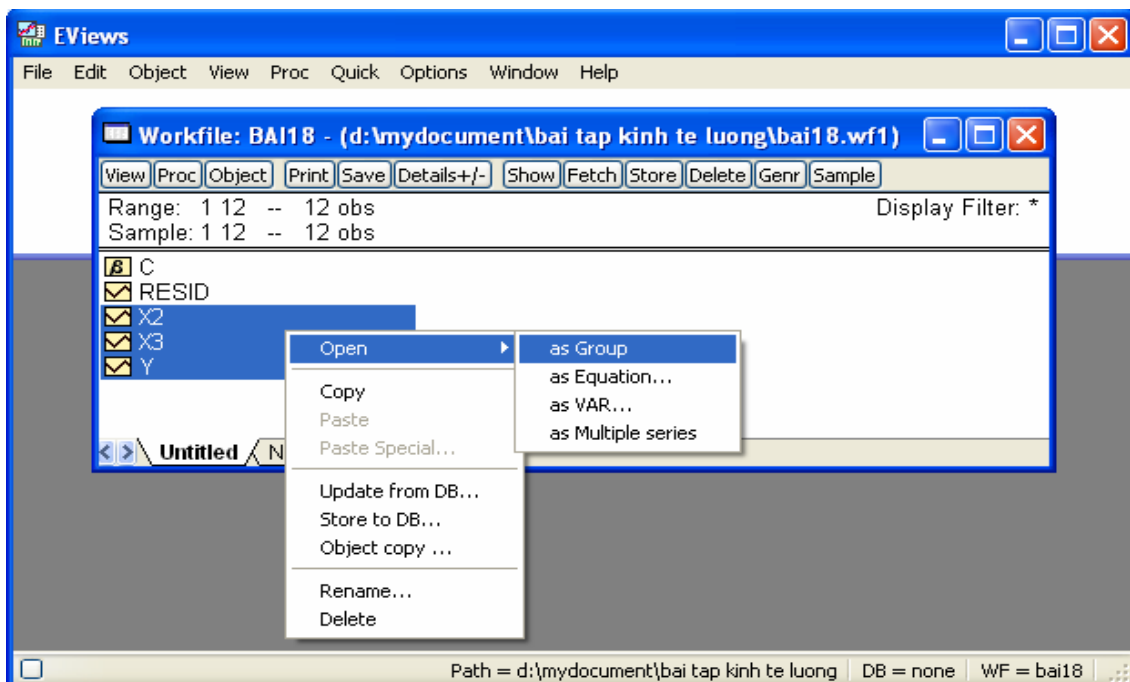 EViews
File Edit Object View Proc Quick Options Window Help
Workfile: BAI18 - (d:\mydocument\bai tap kinh te luong\bai18.wf1)
View Proc Object Print Save Details+/- Show Fetch Store Delete Genr Sample
Range: 1 12 -- 12 obs Display Filter: *
Sample: 1 12 -- 12 obs
β C
RESID
X2
X3
Y
Open
as Group
as Equation...
as VAR...
as Multiple series
Copy
Paste
Paste Special...
Update from DB...
Store to DB...
Object copy ...
Rename...
Delete
Untitled N
Path = d:\mydocument\bai tap kinh te luong DB = none WF = bai18